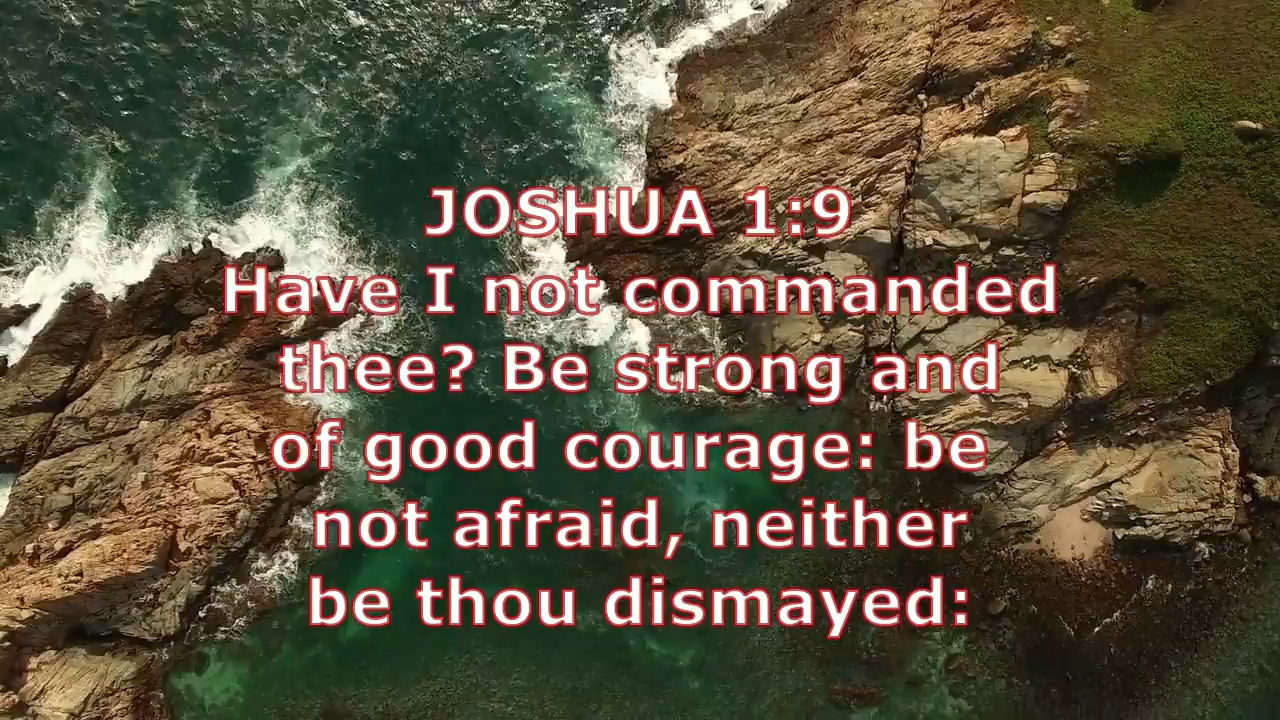 JOSHUA 1:9
Have I not commanded
thee? Be strong and
of good courage: be
not afraid, neither
be thou dismayed: